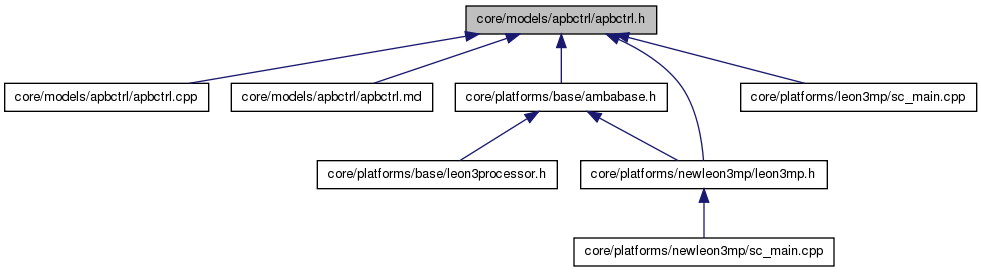 core/models/apbctrl/apbctrl.h
core/models/apbctrl/apbctrl.cpp
core/models/apbctrl/apbctrl.md
core/platforms/base/ambabase.h
core/platforms/leon3mp/sc_main.cpp
core/platforms/base/leon3processor.h
core/platforms/newleon3mp/leon3mp.h
core/platforms/newleon3mp/sc_main.cpp